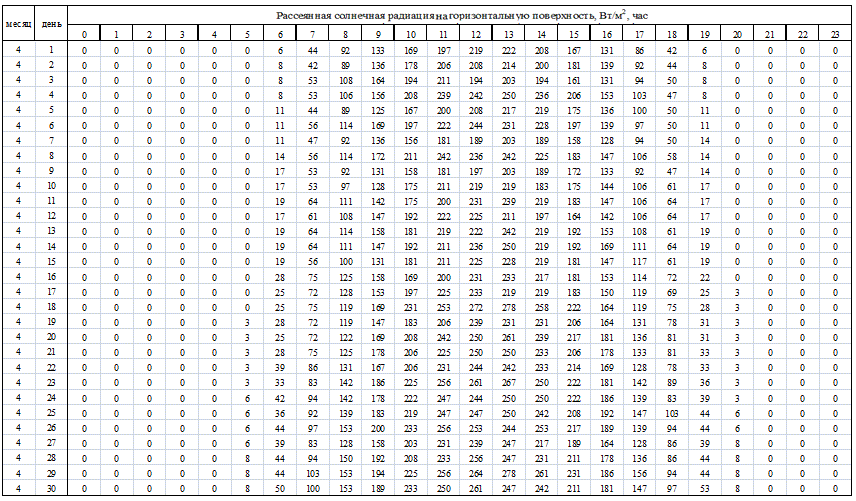 месяц день Рассеянная солнечная радиация на горизонтальную поверхность, Вт/м², час
0 1 2 3 4 5 6 7 8 9 10 11 12 13 14 15 16 17 18 19 20 21 22 23
4 1 0 0 0 0 0 0 6 44 92 133 169 197 219 222 208 167 131 86 42 6 0 0 0 0
4 2 0 0 0 0 0 0 8 42 89 136 178 206 208 214 200 181 139 92 44 8 0 0 0 0
4 3 0 0 0 0 0 0 8 53 108 164 194 211 194 203 194 161 131 94 50 8 0 0 0 0
4 4 0 0 0 0 0 0 8 53 106 156 208 239 242 250 236 206 153 103 47 8 0 0 0 0
4 5 0 0 0 0 0 0 11 44 89 125 167 200 208 217 219 175 136 100 50 11 0 0 0 0
4 6 0 0 0 0 0 0 11 56 114 169 197 222 244 231 228 197 139 97 50 11 0 0 0 0
4 7 0 0 0 0 0 0 11 47 92 136 156 181 189 203 189 158 128 94 50 14 0 0 0 0
4 8 0 0 0 0 0 0 14 56 114 172 211 242 236 242 225 183 147 106 58 14 0 0 0 0
4 9 0 0 0 0 0 0 17 53 92 131 158 181 197 203 189 172 133 92 47 14 0 0 0 0
4 10 0 0 0 0 0 0 17 53 97 128 175 211 219 219 183 175 144 106 61 17 0 0 0 0
4 11 0 0 0 0 0 0 19 64 111 142 175 200 231 239 219 183 147 106 64 17 0 0 0 0
4 12 0 0 0 0 0 0 17 61 108 147 192 222 225 211 197 164 142 106 64 17 0 0 0 0
4 13 0 0 0 0 0 0 19 64 114 158 181 219 222 242 219 192 153 108 61 19 0 0 0 0
4 14 0 0 0 0 0 0 19 64 111 147 192 211 236 250 219 192 169 111 64 19 0 0 0 0
4 15 0 0 0 0 0 0 19 56 100 131 181 211 225 228 219 181 147 117 61 19 0 0 0 0
4 16 0 0 0 0 0 0 28 75 125 158 169 200 231 233 217 181 153 114 72 22 0 0 0 0
4 17 0 0 0 0 0 0 25 72 128 153 197 225 233 219 219 183 150 119 69 25 3 0 0 0
4 18 0 0 0 0 0 0 25 75 119 169 231 253 272 278 258 222 164 119 75 28 3 0 0 0
4 19 0 0 0 0 0 3 28 72 119 147 183 206 239 231 231 206 164 131 78 31 3 0 0 0
4 20 0 0 0 0 0 3 25 72 122 169 208 242 250 261 239 217 181 136 81 31 3 0 0 0
4 21 0 0 0 0 0 3 28 75 125 178 206 225 250 250 233 206 178 133 81 33 3 0 0 0
4 22 0 0 0 0 0 3 39 86 131 167 206 231 244 242 233 214 169 128 78 33 3 0 0 0
4 23 0 0 0 0 0 3 33 83 142 186 225 256 261 267 250 222 181 142 89 36 3 0 0 0
4 24 0 0 0 0 0 6 42 94 142 178 222 247 244 250 250 222 186 139 83 39 3 0 0 0
4 25 0 0 0 0 0 6 36 92 139 183 219 247 247 250 242 208 192 147 103 44 6 0 0 0
4 26 0 0 0 0 0 6 44 97 153 200 233 256 253 244 253 217 189 139 94 44 6 0 0 0
4 27 0 0 0 0 0 6 39 83 128 158 203 231 239 247 217 189 164 128 86 39 8 0 0 0
4 28 0 0 0 0 0 8 44 94 150 192 208 233 256 247 231 211 178 136 86 44 8 0 0 0
4 29 0 0 0 0 0 8 44 103 153 194 225 256 264 278 261 231 186 156 94 44 8 0 0 0
4 30 0 0 0 0 0 8 50 100 153 189 233 250 261 247 242 211 181 147 97 53 8 0 0 0